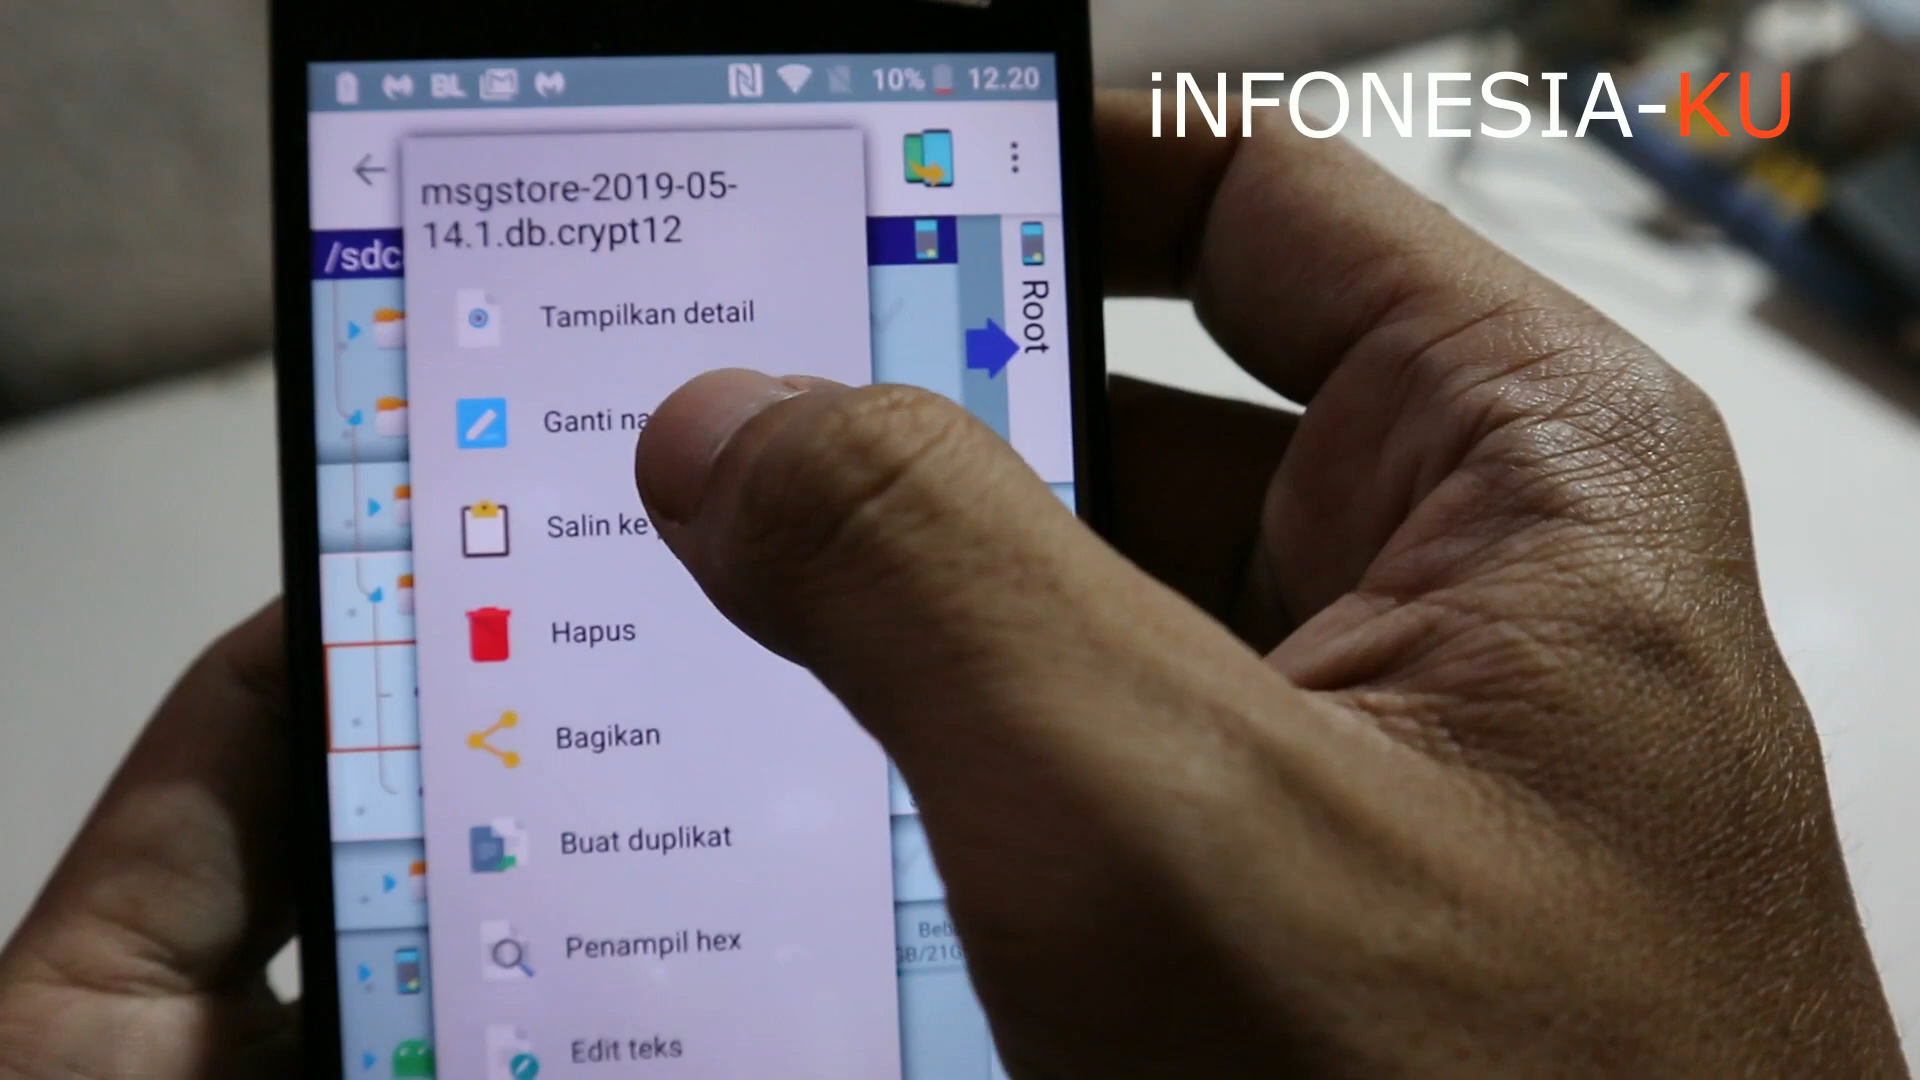 iNFONESIA-KU
BL
10%
12.20
msgstore-2019-05-
14.1.db.crypt12
/sdc
Root
Tampilkan detail
Ganti
Salin ke
Hapus
Bagikan
Buat duplikat
Penampil hex
Edit teks